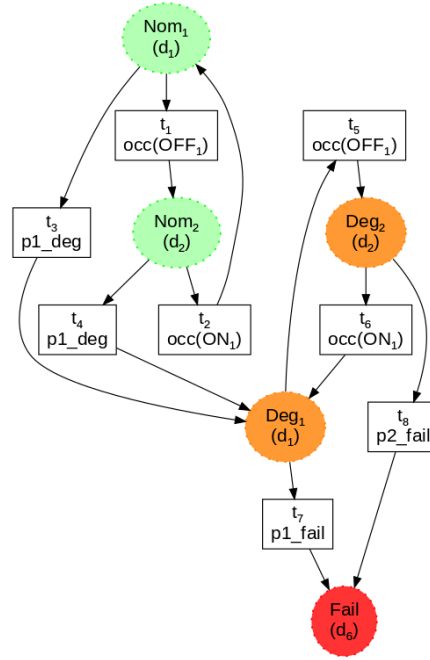 Nom₁
(d₁)
t₁
occ(OFF₁)
t₅
occ(OFF₁)
t₃
p1_deg
Nom₂
(d₂)
Deg₂
(d₂)
t₄
p1_deg
t₂
occ(ON₁)
t₆
occ(ON₁)
Deg₁
(d₁)
t₈
p2_fail
t₇
p1_fail
Fail
(d₆)